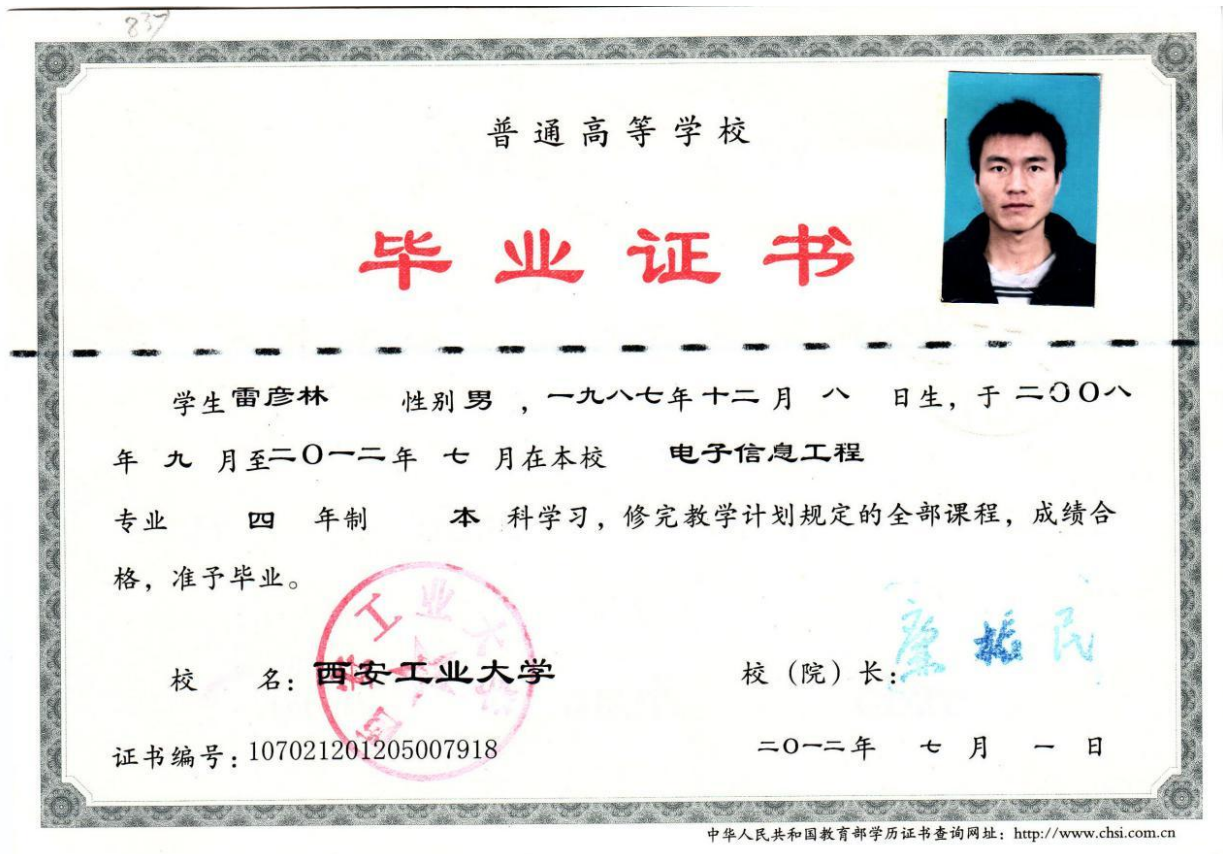 837
普通高等学校
毕业证书
学生雷彦林 性别男 ，一九八七年十二月 八 日生，于二〇〇八
年 九 月至二〇一二年 七 月在本校 电子信息工程
专业 四 年制 本 科学习，修完教学计划规定的全部课程，成绩合
格，准予毕业。
西安工业大学
校 名：西安工业大学 校（院）长：
证书编号：107021201205007918 二〇一二年 七 月 一 日
中华人民共和国教育部学历证书查询网址：http://www.chsi.com.cn